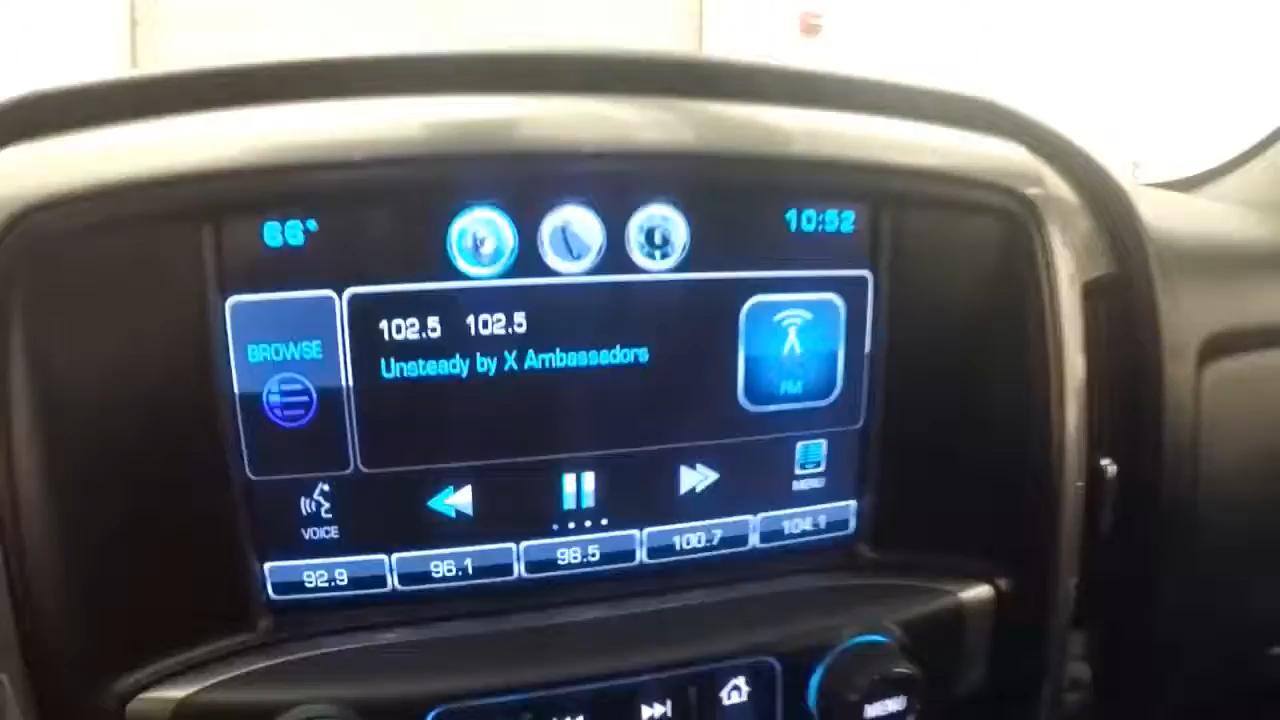 66°
10:52
BROWSE
102.5 102.5
Unsteady by X Ambassadors
FM
VOICE
MENU
92.9
96.1
98.5
100.7
104.1
MENU